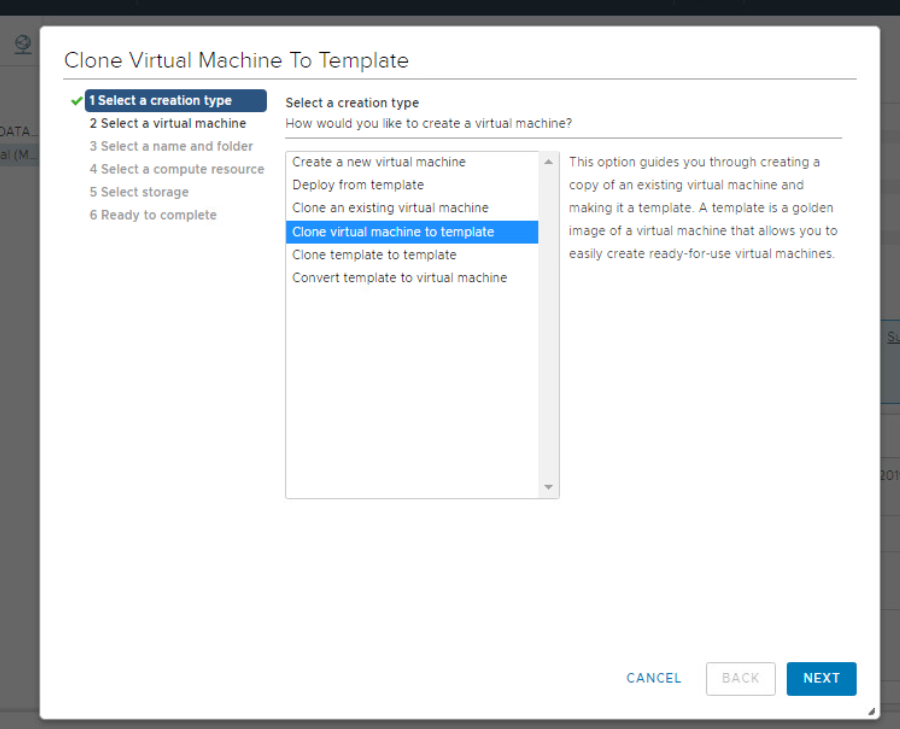 Clone Virtual Machine To Template
1 Select a creation type
2 Select a virtual machine
3 Select a name and folder
4 Select a compute resource
5 Select storage
6 Ready to complete
Select a creation type
How would you like to create a virtual machine?
Create a new virtual machine
Deploy from template
Clone an existing virtual machine
Clone virtual machine to template
Clone template to template
Convert template to virtual machine
This option guides you through creating a
copy of an existing virtual machine and
making it a template. A template is a golden
image of a virtual machine that allows you to
easily create ready-for-use virtual machines.
DATA...
al (M...
CANCEL
BACK
NEXT